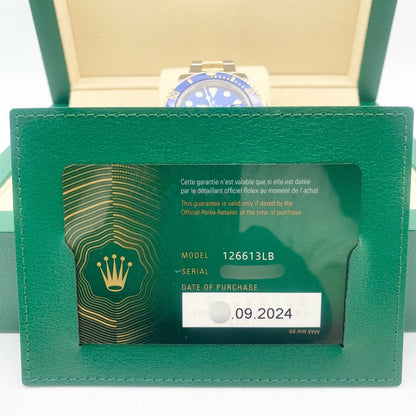 Cette garantie n'est valable que si elle est datée
par le détaillant officiel Rolex au moment de l'achat
This guarantee is valid only if dated by the
Official Rolex Retailer at the time of purchase
MODEL 126613LB
SERIAL
DATE OF PURCHASE
.09.2024
dd.mm.yyyy